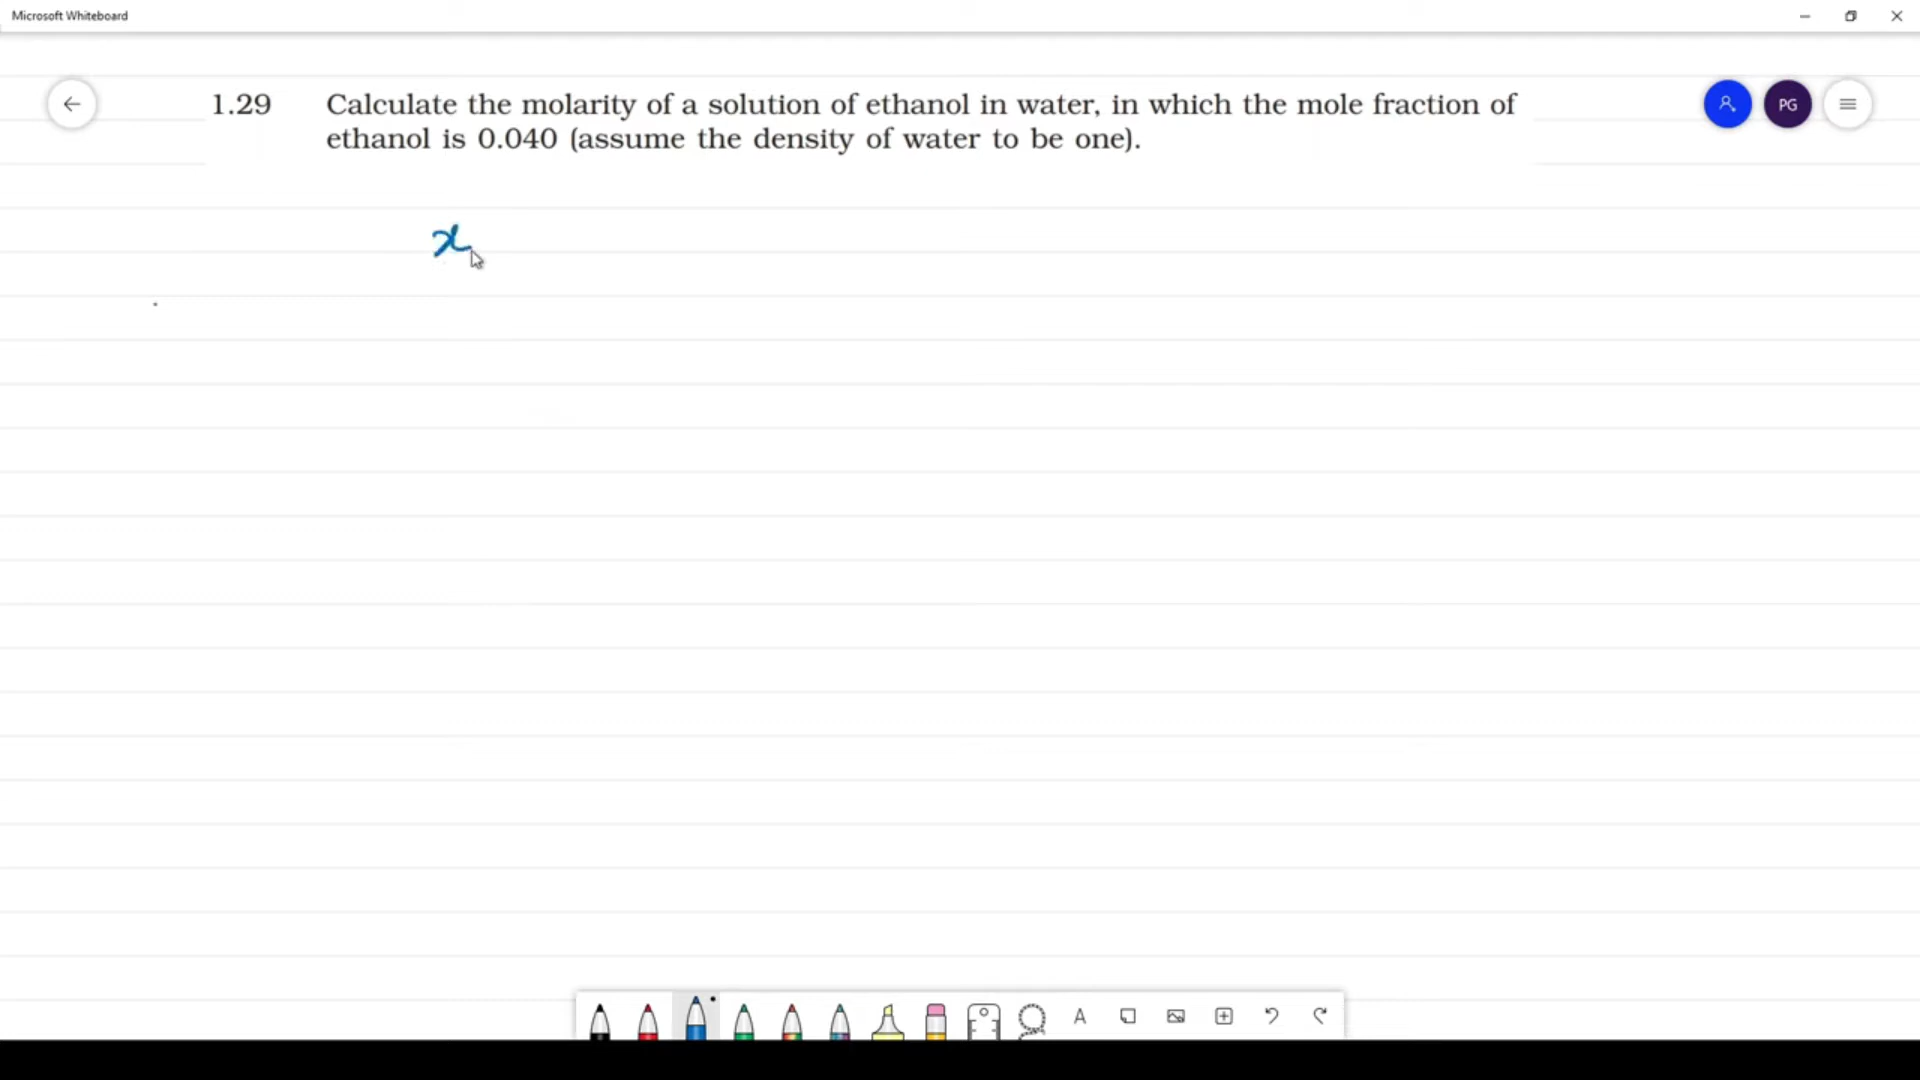 Microsoft Whiteboard
1.29 Calculate the molarity of a solution of ethanol in water, in which the mole fraction of
ethanol is 0.040 (assume the density of water to be one).
PG
x
A